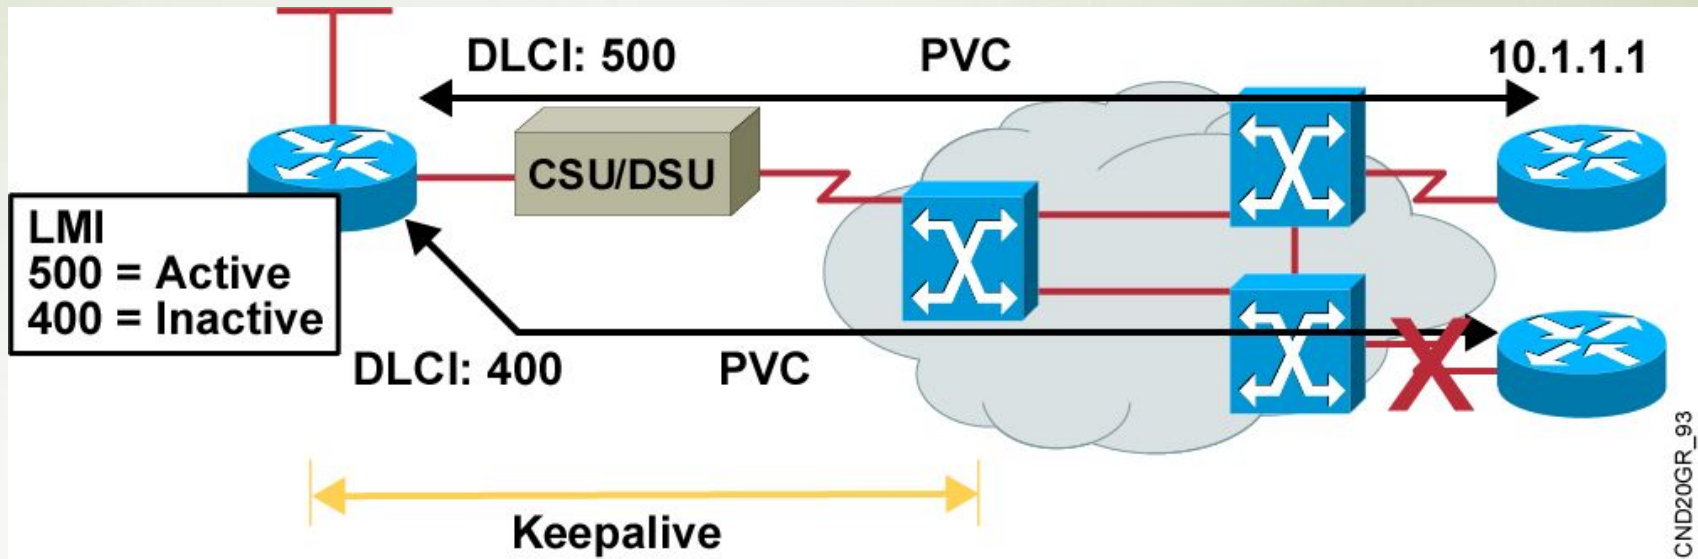 DLCI: 500
PVC
10.1.1.1
CSU/DSU
LMI
500 = Active
400 = Inactive
DLCI: 400
PVC
Keepalive
CND20GR_93